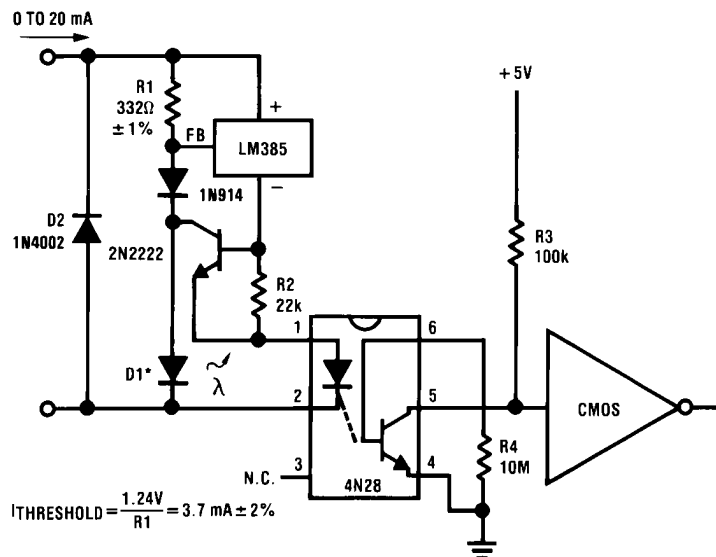 0 TO 20 mA
R1
332Ω
±1%
FB
+
LM385
−
+5V
1N914
D2
1N4002
2N2222
R2
22k
R3
100k
1
6
D1*
λ
2
5
CMOS
3
N.C.
4
4N28
R4
10M
ITHRESHOLD = 1.24V / R1 = 3.7 mA ± 2%